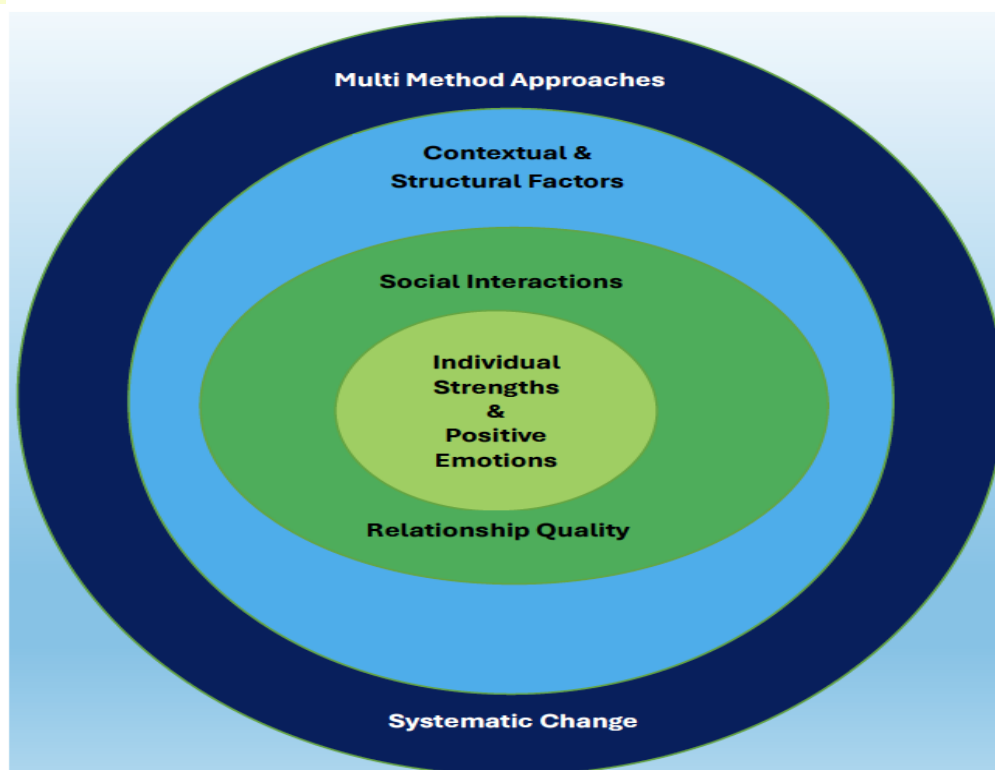 Multi Method Approaches
Contextual &
Structural Factors
Social Interactions
Individual
Strengths
&
Positive
Emotions
Relationship Quality
Systematic Change